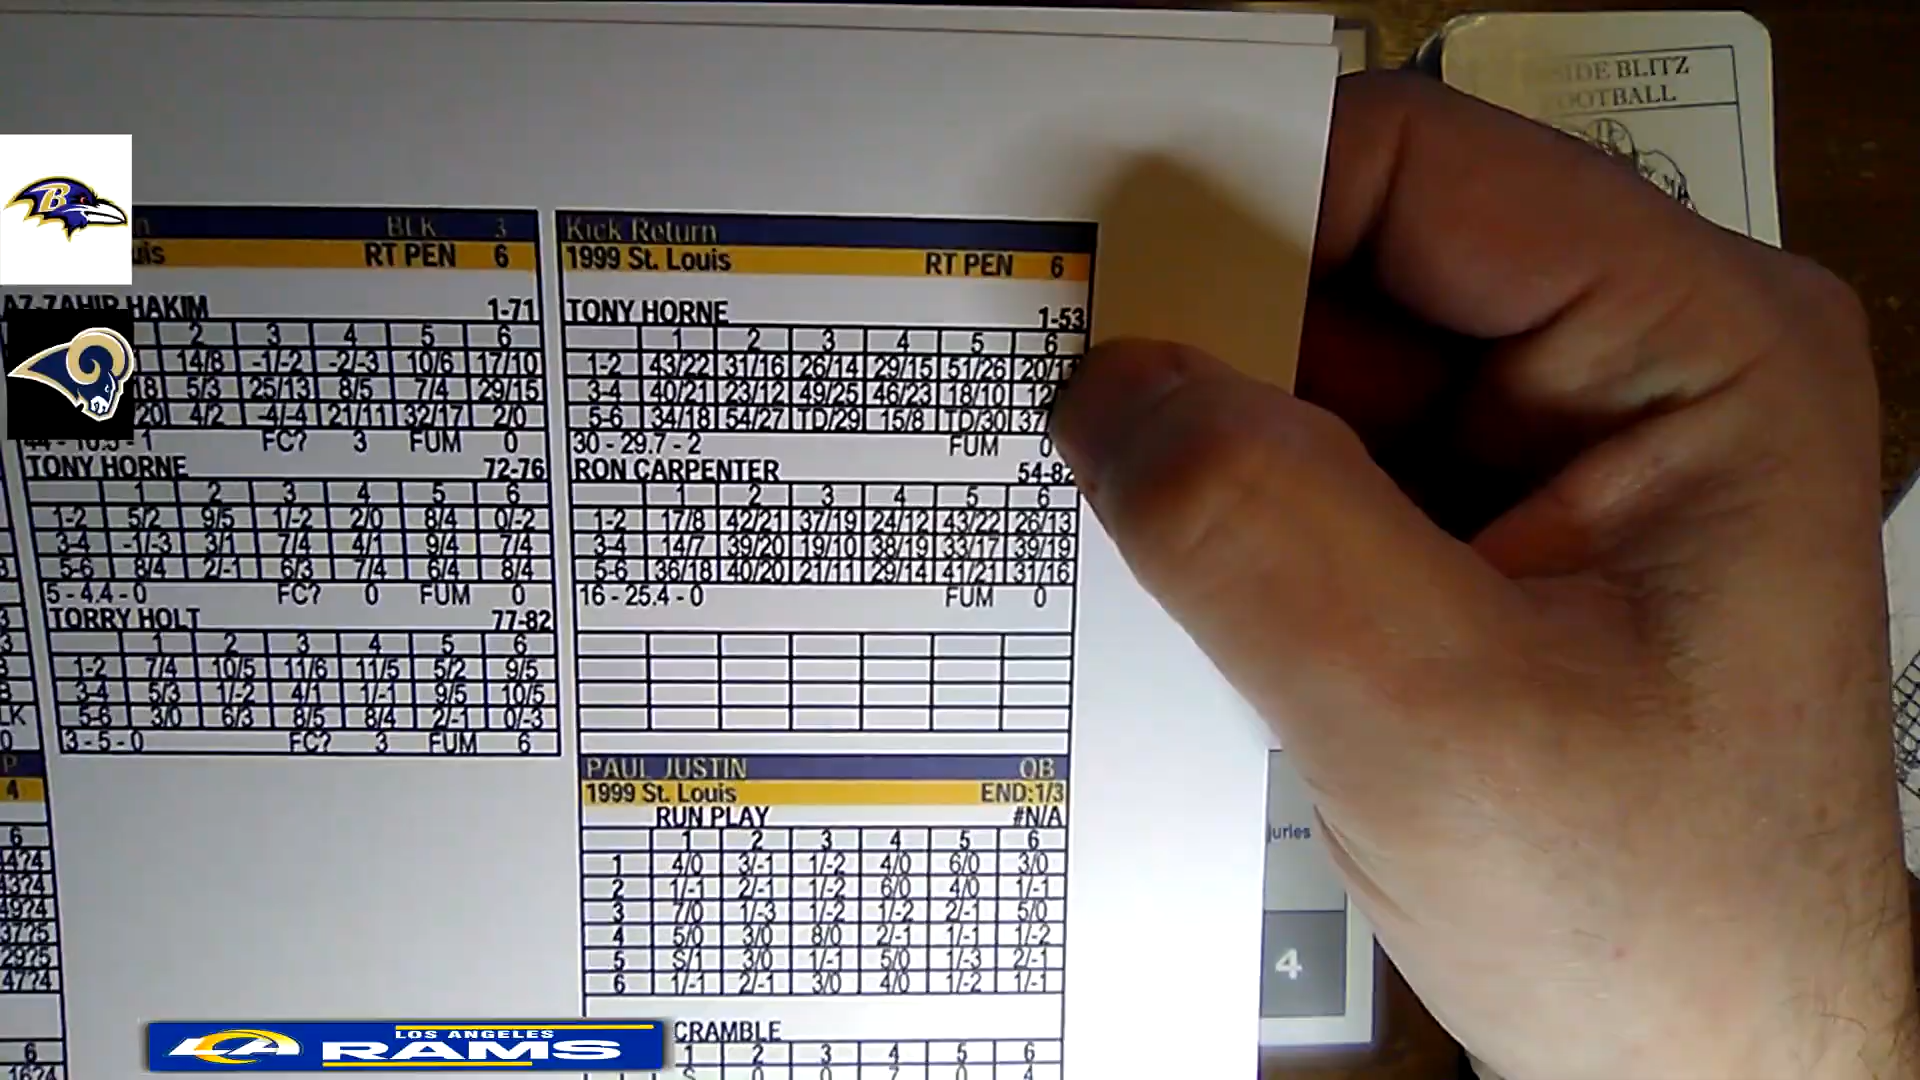 INSIDE BLITZ
FOOTBALL
BLK 3
RT PEN 6
AZ-ZAHIR HAKIM 1-71
2 3 4 5 6
14/8 -1/-2 -2/-3 10/6 17/10
5/3 25/13 8/5 7/4 29/15
4/2 -4/-4 21/11 32/17 2/0
FC? 3 FUM 0
TONY HORNE 72-76
1 2 3 4 5 6
1-2 5/2 9/5 1/-2 2/0 8/4 0/-2
3-4 -1/-3 3/1 7/4 4/1 9/4 7/4
5-6 8/4 2/-1 6/3 7/4 6/4 8/4
5 - 4.4 - 0 FC? 0 FUM 0
TORRY HOLT 77-82
1 2 3 4 5 6
1-2 7/4 10/5 11/6 11/5 5/2 9/5
3-4 5/3 1/-2 4/1 1/-1 9/5 10/5
5-6 3/0 6/3 8/5 8/4 2/-1 0/-3
3 - 5 - 0 FC? 3 FUM 6
Kick Return
1999 St. Louis RT PEN 6
TONY HORNE 1-53
1 2 3 4 5 6
1-2 43/22 31/16 26/14 29/15 51/26
3-4 40/21 23/12 49/25 46/23 18/10
5-6 34/18 54/27 TD/29 15/8 TD/30
30 - 29.7 - 2 FUM 0
RON CARPENTER 54-82
1 2 3 4 5 6
1-2 17/8 42/21 37/19 24/12 43/22 26/13
3-4 14/7 39/20 19/10 38/19 33/17 39/19
5-6 36/18 40/20 21/11 29/14 41/21 31/16
16 - 25.4 - 0 FUM 0
PAUL JUSTIN QB
1999 St. Louis END:1/3
RUN PLAY #N/A
1 2 3 4 5 6
1 4/0 3/-1 1/-2 4/0 6/0 3/0
2 1/-1 2/-1 1/-2 6/0 4/0 1/-1
3 7/0 1/-3 1/-2 1/-2 2/-1 5/0
4 5/0 3/0 8/0 2/-1 1/-1 1/-2
5 S/1 3/0 1/-1 5/0 1/-3 2/-1
6 1/-1 2/-1 3/0 4/0 1/-2 1/-1
CRAMBLE
1 2 3 4 5 6
juries
4
LOS ANGELES
RAMS